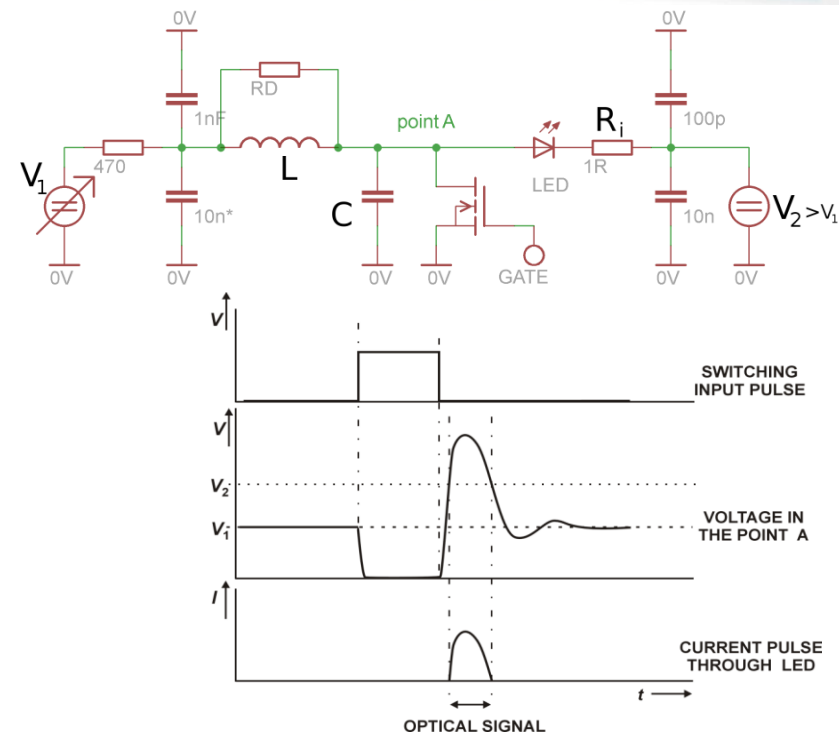 0V
0V
RD
1nF
point A
100p
470
L
LED
Ri
1R
V1
10n*
C
10n
V2 >V1
0V
0V
0V
0V
GATE
0V
0V
V
SWITCHING
INPUT PULSE
V
V2
V1
VOLTAGE IN
THE POINT A
I
CURRENT PULSE
THROUGH LED
t
OPTICAL SIGNAL